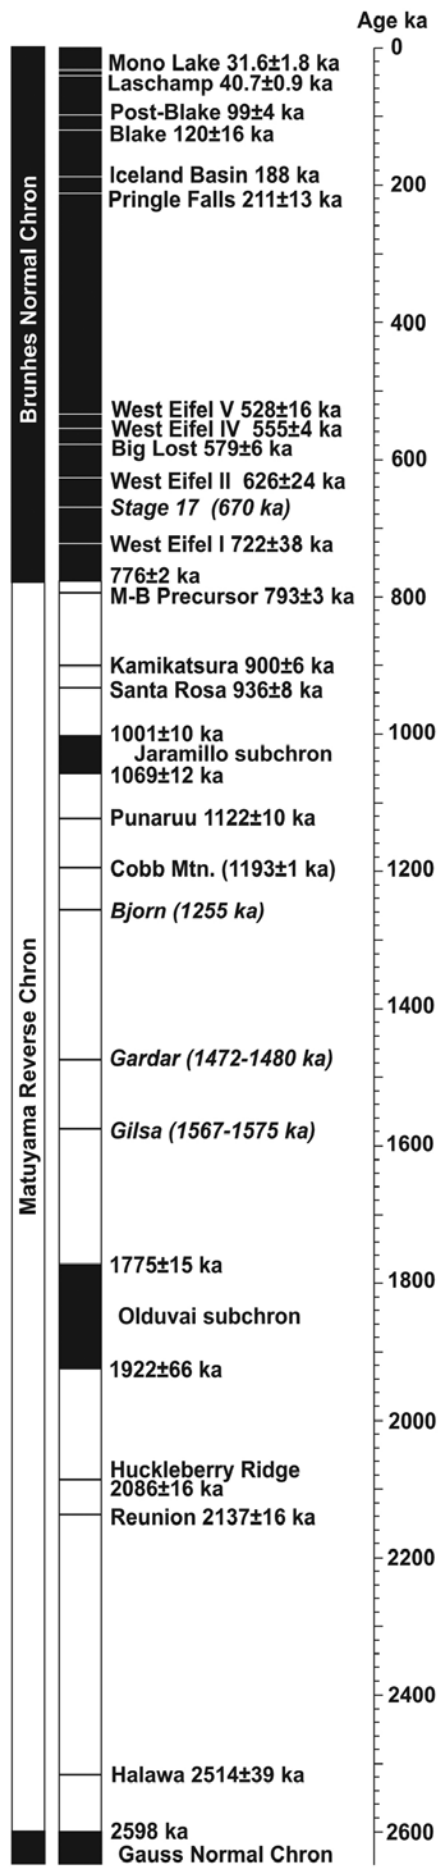 Age ka
0
Mono Lake 31.6±1.8 ka
Laschamp 40.7±0.9 ka
Post-Blake 99±4 ka
Blake 120±16 ka
Iceland Basin 188 ka
200
Pringle Falls 211±13 ka
Brunhes Normal Chron
400
West Eifel V 528±16 ka
West Eifel IV 555±4 ka
Big Lost 579±6 ka
600
West Eifel II 626±24 ka
Stage 17 (670 ka)
West Eifel I 722±38 ka
776±2 ka
M-B Precursor 793±3 ka
800
Kamikatsura 900±6 ka
Santa Rosa 936±8 ka
1001±10 ka
1000
Jaramillo subchron
1069±12 ka
Punaruu 1122±10 ka
Cobb Mtn. (1193±1 ka)
1200
Bjorn (1255 ka)
Matuyama Reverse Chron
1400
Gardar (1472-1480 ka)
Gilsa (1567-1575 ka)
1600
1775±15 ka
1800
Olduvai subchron
1922±66 ka
2000
Huckleberry Ridge
2086±16 ka
Reunion 2137±16 ka
2200
2400
Halawa 2514±39 ka
2598 ka
2600
Gauss Normal Chron